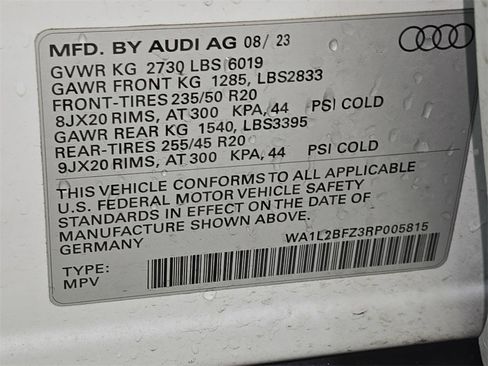 MFD. BY AUDI AG 08/ 23
GVWR KG 2730 LBS 6019
GAWR FRONT KG 1285, LBS2833
FRONT-TIRES 235/50 R20
8JX20 RIMS, AT 300 KPA, 44 PSI COLD
GAWR REAR KG 1540, LBS3395
REAR-TIRES 255/45 R20
9JX20 RIMS, AT 300 KPA, 44 PSI COLD
THIS VEHICLE CONFORMS TO ALL APPLICABLE
U.S. FEDERAL MOTOR VEHICLE SAFETY
STANDARDS IN EFFECT ON THE DATE OF
MANUFACTURE SHOWN ABOVE.
GERMANY
WA1L2BFZ3RP005815
TYPE:
MPV